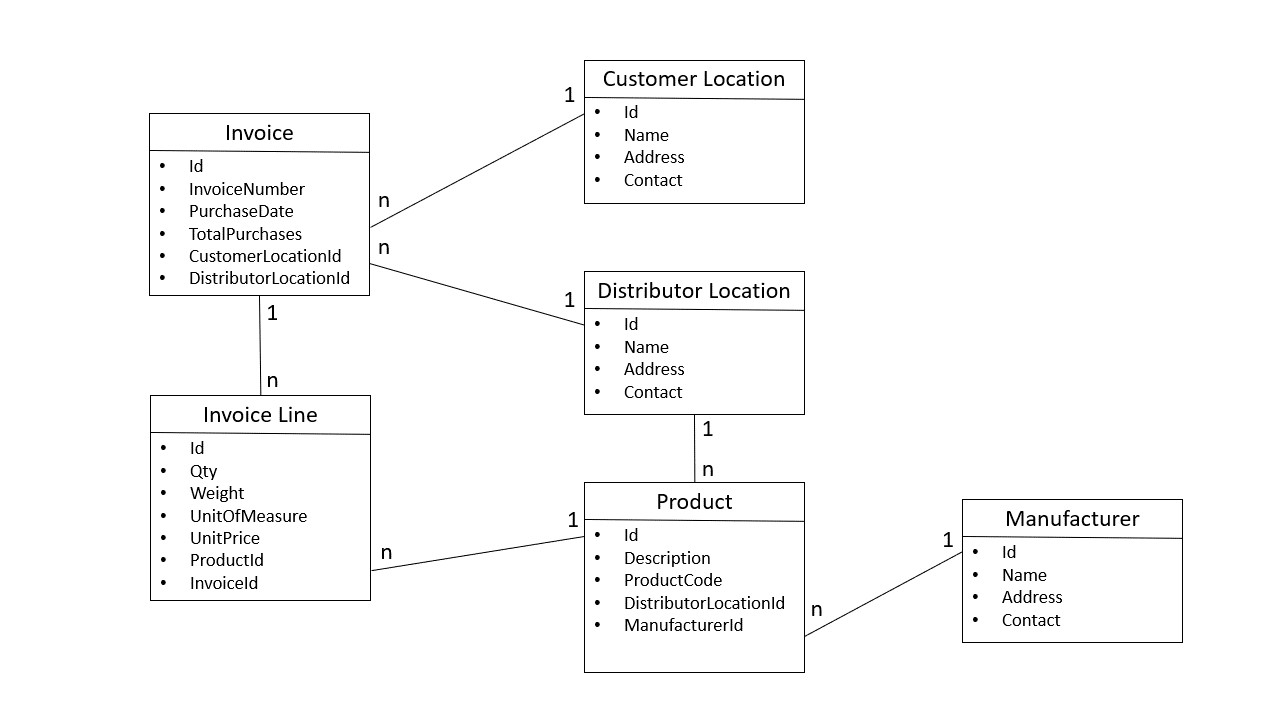 Customer Location
• Id
• Name
• Address
• Contact
1
Invoice
• Id
• InvoiceNumber
• PurchaseDate
• TotalPurchases
• CustomerLocationId
• DistributorLocationId
n
n
1
Distributor Location
• Id
• Name
• Address
• Contact
1
n
1
n
Invoice Line
• Id
• Qty
• Weight
• UnitOfMeasure
• UnitPrice
• ProductId
• InvoiceId
n
1
Product
• Id
• Description
• ProductCode
• DistributorLocationId
• ManufacturerId
n
1
Manufacturer
• Id
• Name
• Address
• Contact